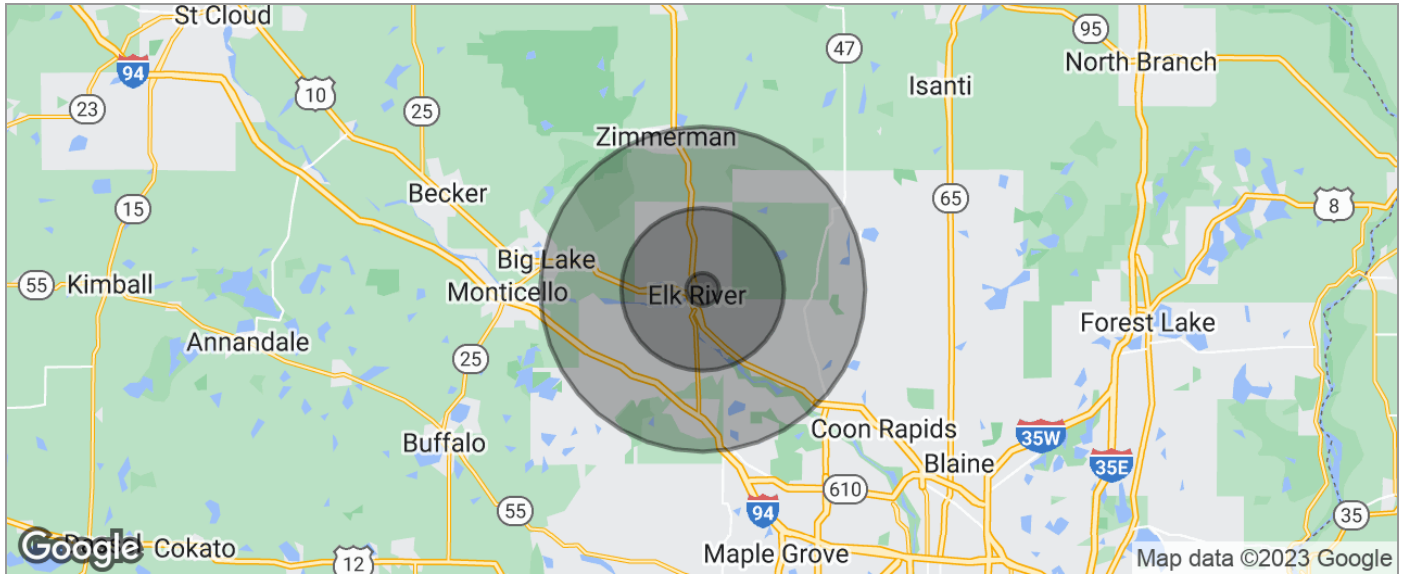 St Cloud
47
95
North Branch
94
Isanti
10
23
25
Zimmerman
Becker
65
8
15
Big Lake
55
Kimball
Monticello
Elk River
Forest Lake
Annandale
25
Coon Rapids
35W
Buffalo
Blaine
35E
610
55
94
35
Google
Cokato
12
Maple Grove
Map data ©2023 Google